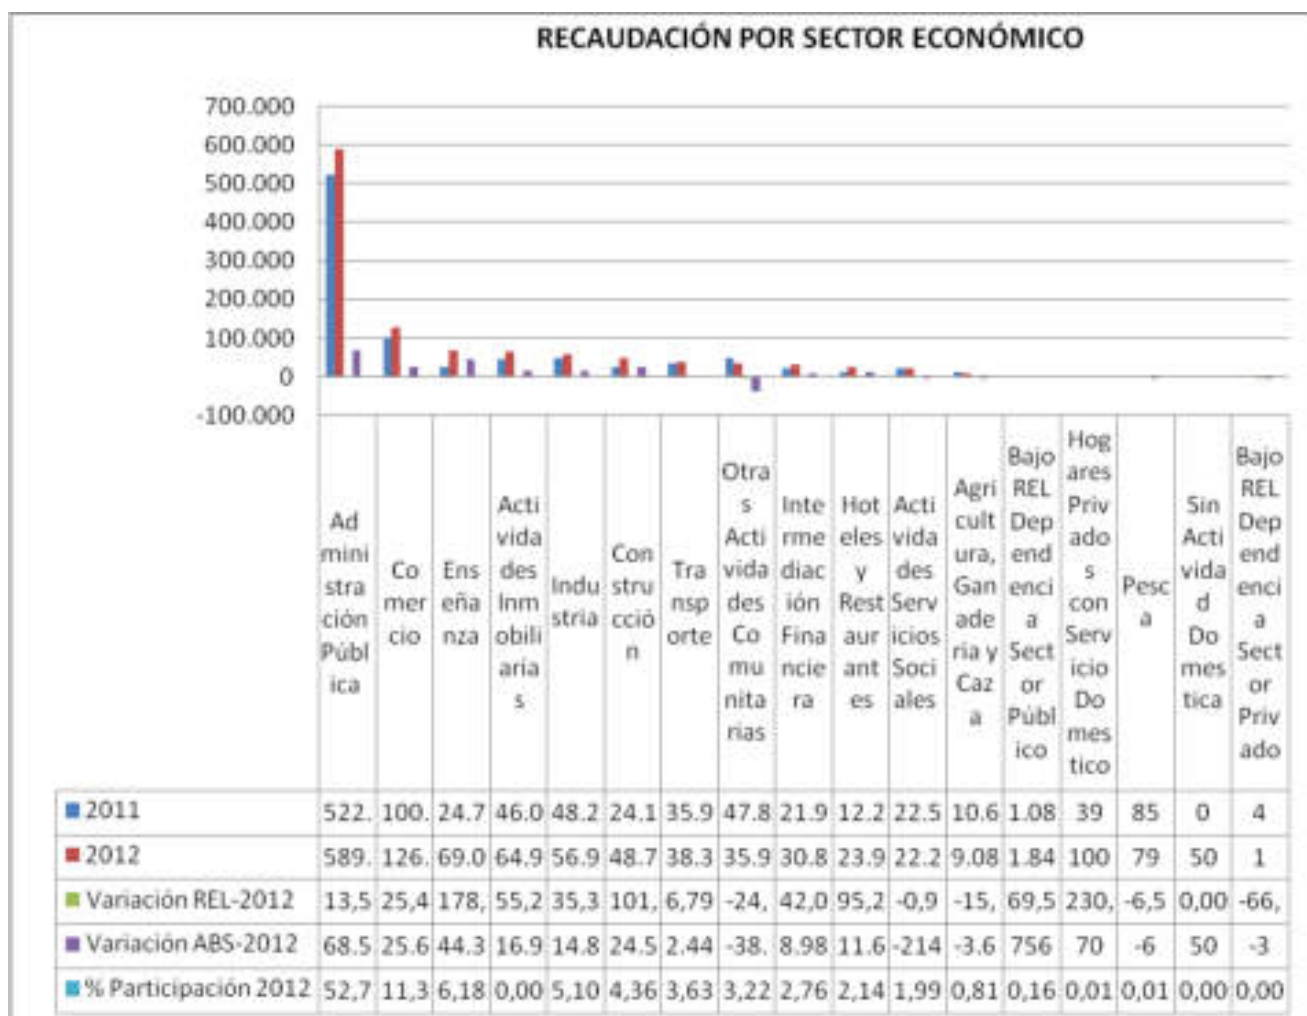 RECAUDACIÓN POR SECTOR ECONÓMICO
700.000
600.000
500.000
400.000
300.000
200.000
100.000
0
-100.000
Ad
mini
stra
ción
Públ
ica
Co
mer
cio
Ens
eña
nza
Acti
vida
des
Inm
obili
aria
s
Indu
stria
Con
stru
cció
n
Tra
nsp
orte
Otra
s
Acti
vida
des
Co
mu
nita
rias
Inte
rme
diac
ión
Fina
ncie
ra
Hot
eles
y
Rest
aur
ant
es
Acti
vida
des
Serv
icios
Soci
ales
Agri
cult
ura,
Gan
ade
ria y
Caz
a
Bajo
REL
Dep
end
enci
a
Sect
or
Públ
ico
Hog
ares
Priv
ado
s
con
Serv
icio
Do
mes
tico
Pesc
a
Sin
Acti
vida
d
Do
mes
tica
Bajo
REL
Dep
end
enci
a
Sect
or
Priv
ado
2011 522. 100. 24.7 46.0 48.2 24.1 35.9 47.8 21.9 12.2 22.5 10.6 1.08 39 85 0 4
2012 589. 126. 69.0 64.9 56.9 48.7 38.3 35.9 30.8 23.9 22.2 9.08 1.84 100 79 50 1
Variación REL-2012 13,5 25,4 178, 55,2 35,3 101, 6,79 -24, 42,0 95,2 -0,9 -15, 69,5 230, -6,5 0,00 -66,
Variación ABS-2012 68.5 25.6 44.3 16.9 14.8 24.5 2.44 -38. 8.98 11.6 -214 -3.6 756 70 -6 50 -3
% Participación 2012 52,7 11,3 6,18 0,00 5,10 4,36 3,63 3,22 2,76 2,14 1,99 0,81 0,16 0,01 0,01 0,00 0,00